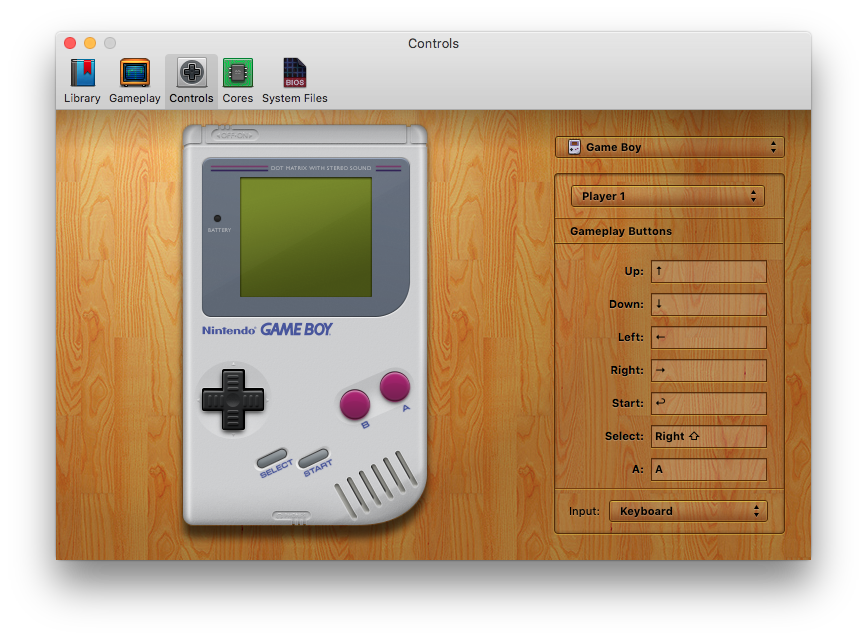 Controls
Library
Gameplay
Controls
Cores
BIOS
System Files
DOT MATRIX WITH STEREO SOUND
BATTERY
Nintendo GAME BOY
B
A
SELECT
START
Game Boy
Player 1
Gameplay Buttons
Up: ↑
Down: ↓
Left: ←
Right: →
Start: ↩
Select: Right ⇧
A: A
Input: Keyboard